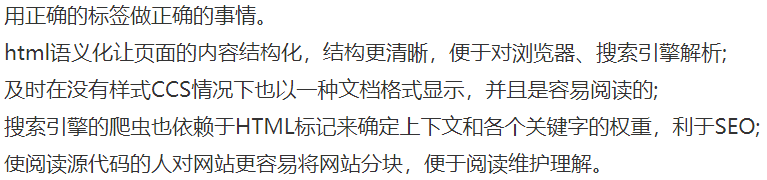 用正确的标签做正确的事情。
html语义化让页面的内容结构化，结构更清晰，便于对浏览器、搜索引擎解析;
及时在没有样式CCS情况下也以一种文档格式显示，并且是容易阅读的;
搜索引擎的爬虫也依赖于HTML标记来确定上下文和各个关键字的权重，利于SEO;
使阅读源代码的人对网站更容易将网站分块，便于阅读维护理解。